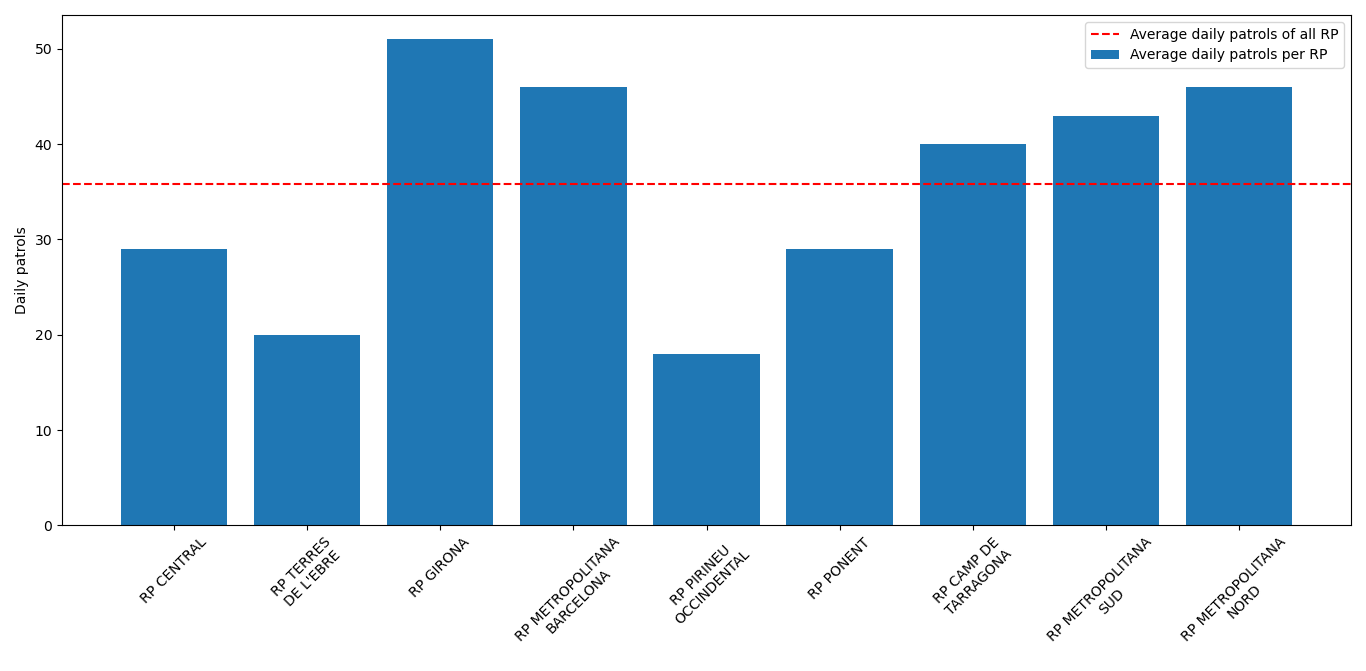 Average daily patrols of all RP
Average daily patrols per RP
Daily patrols
50
40
30
20
10
0
RP CENTRAL
RP TERRES
DE L'EBRE
RP GIRONA
RP METROPOLITANA
BARCELONA
RP PIRINEU
OCCINDENTAL
RP PONENT
RP CAMP DE
TARRAGONA
RP METROPOLITANA
SUD
RP METROPOLITANA
NORD